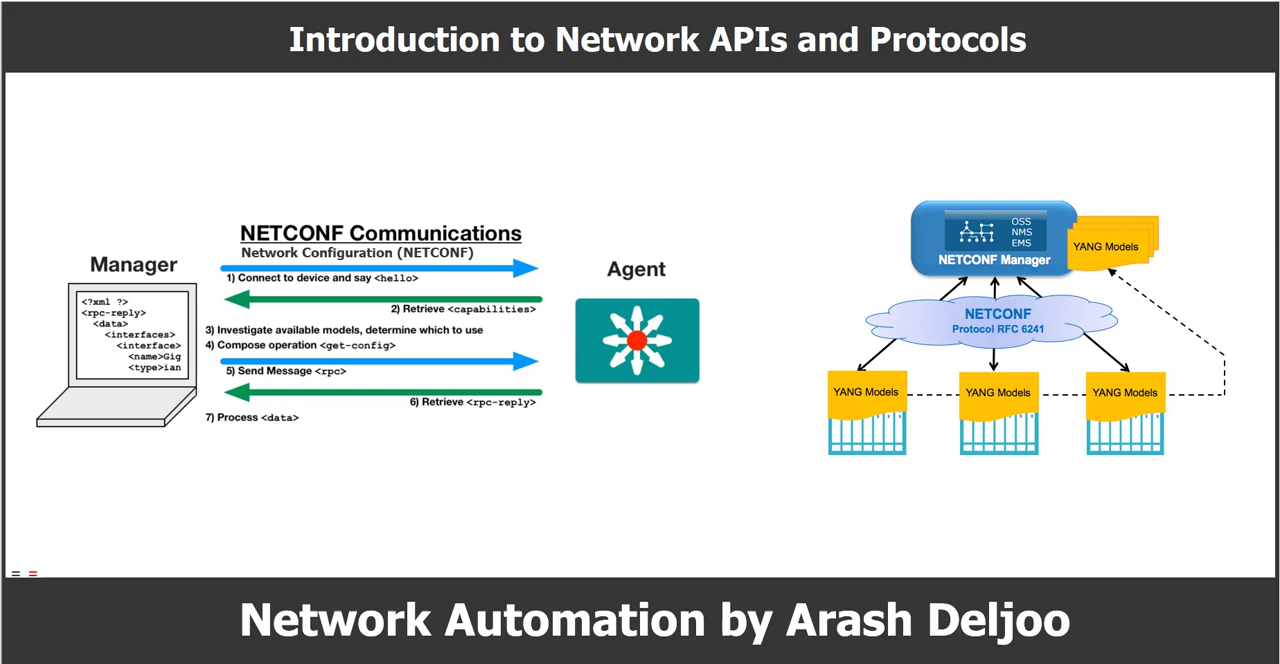 Introduction to Network APIs and Protocols
NETCONF Communications
Network Configuration (NETCONF)
Manager
Agent
<?xml ?>
<rpc-reply>
<data>
<interfaces>
<interface>
<name>Gig
<type>ian
1) Connect to device and say <hello>
2) Retrieve <capabilities>
3) Investigate available models, determine which to use
4) Compose operation <get-config>
5) Send Message <rpc>
6) Retrieve <rpc-reply>
7) Process <data>
OSS
NMS
EMS
NETCONF Manager
YANG Models
NETCONF
Protocol RFC 6241
YANG Models
YANG Models
YANG Models
Network Automation by Arash Deljoo